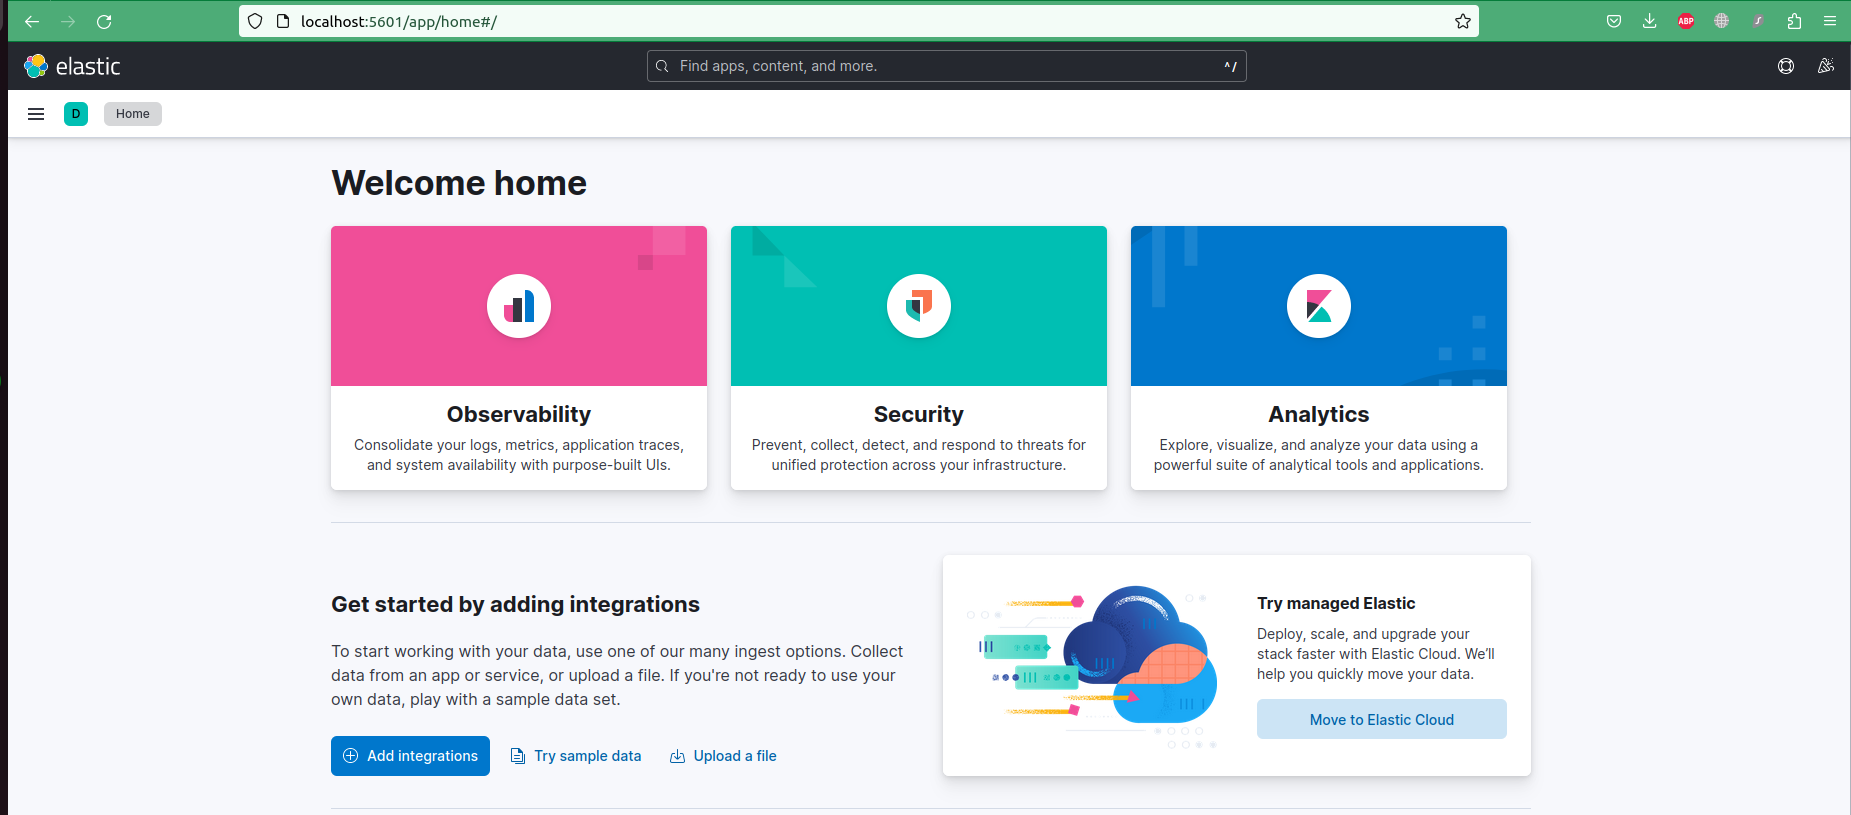 localhost:5601/app/home#/
ABP
elastic
Find apps, content, and more.
^/
D
Home
Welcome home
Observability
Consolidate your logs, metrics, application traces,
and system availability with purpose-built UIs.
Security
Prevent, collect, detect, and respond to threats for
unified protection across your infrastructure.
Analytics
Explore, visualize, and analyze your data using a
powerful suite of analytical tools and applications.
Get started by adding integrations
To start working with your data, use one of our many ingest options. Collect
data from an app or service, or upload a file. If you're not ready to use your
own data, play with a sample data set.
Add integrations
Try sample data
Upload a file
Try managed Elastic
Deploy, scale, and upgrade your
stack faster with Elastic Cloud. We’ll
help you quickly move your data.
Move to Elastic Cloud